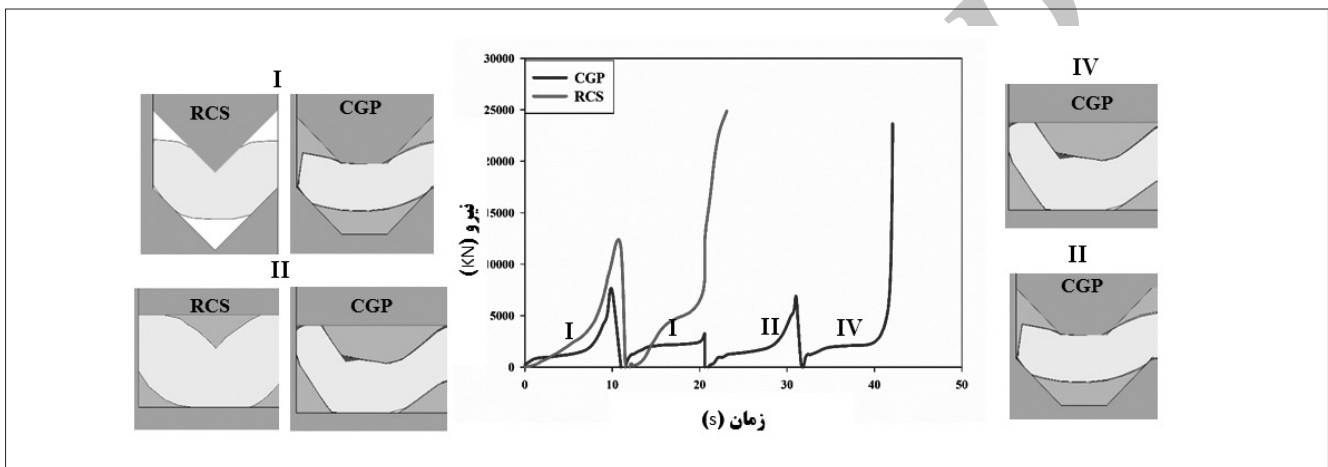 I
RCS
CGP
II
RCS
CGP
30000
25000
20000
15000
10000
5000
0
نیرو (KN)
CGP
RCS
I
I
II
IV
0
10
20
30
40
50
زمان (s)
IV
CGP
II
CGP